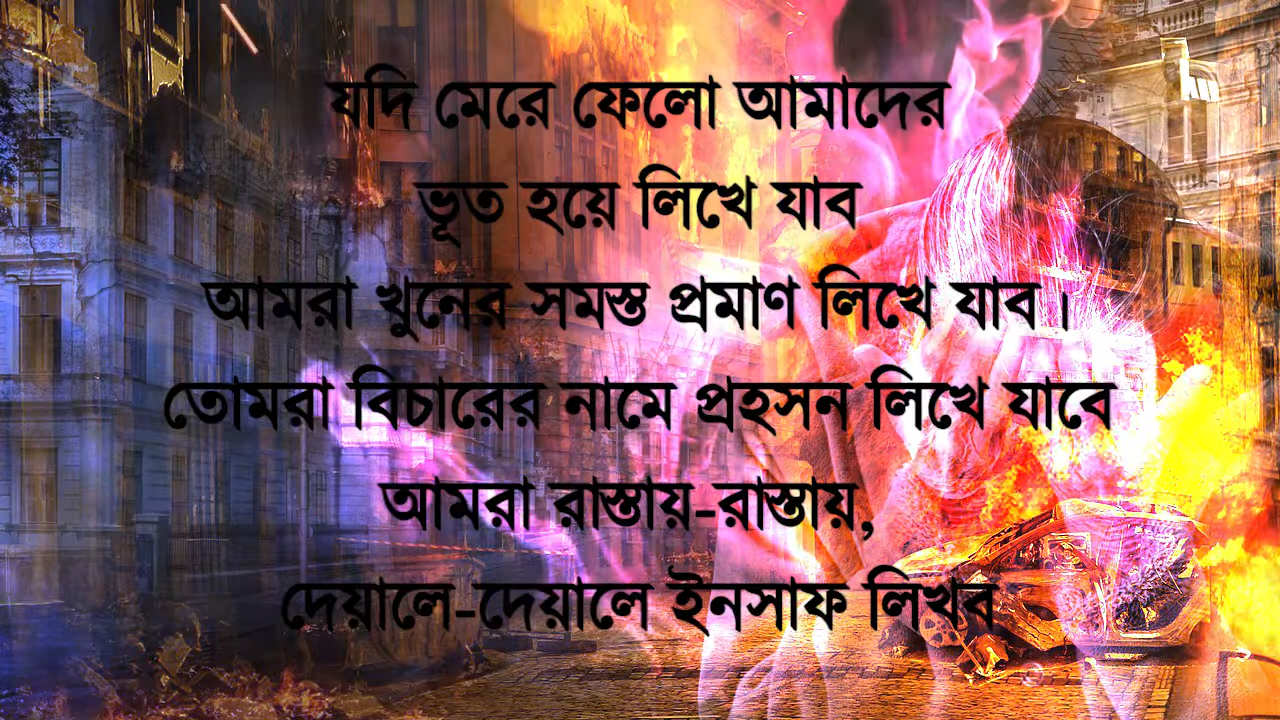 যদি মেরে ফেলো আমাদের
ভূত হয়ে লিখে যাব
আমরা খুনের সমস্ত প্রমাণ লিখে যাব।
তোমরা বিচারের নামে প্রহসন লিখে যাবে
আমরা রাস্তায়-রাস্তায়,
দেয়ালে-দেয়ালে ইনসাফ লিখব